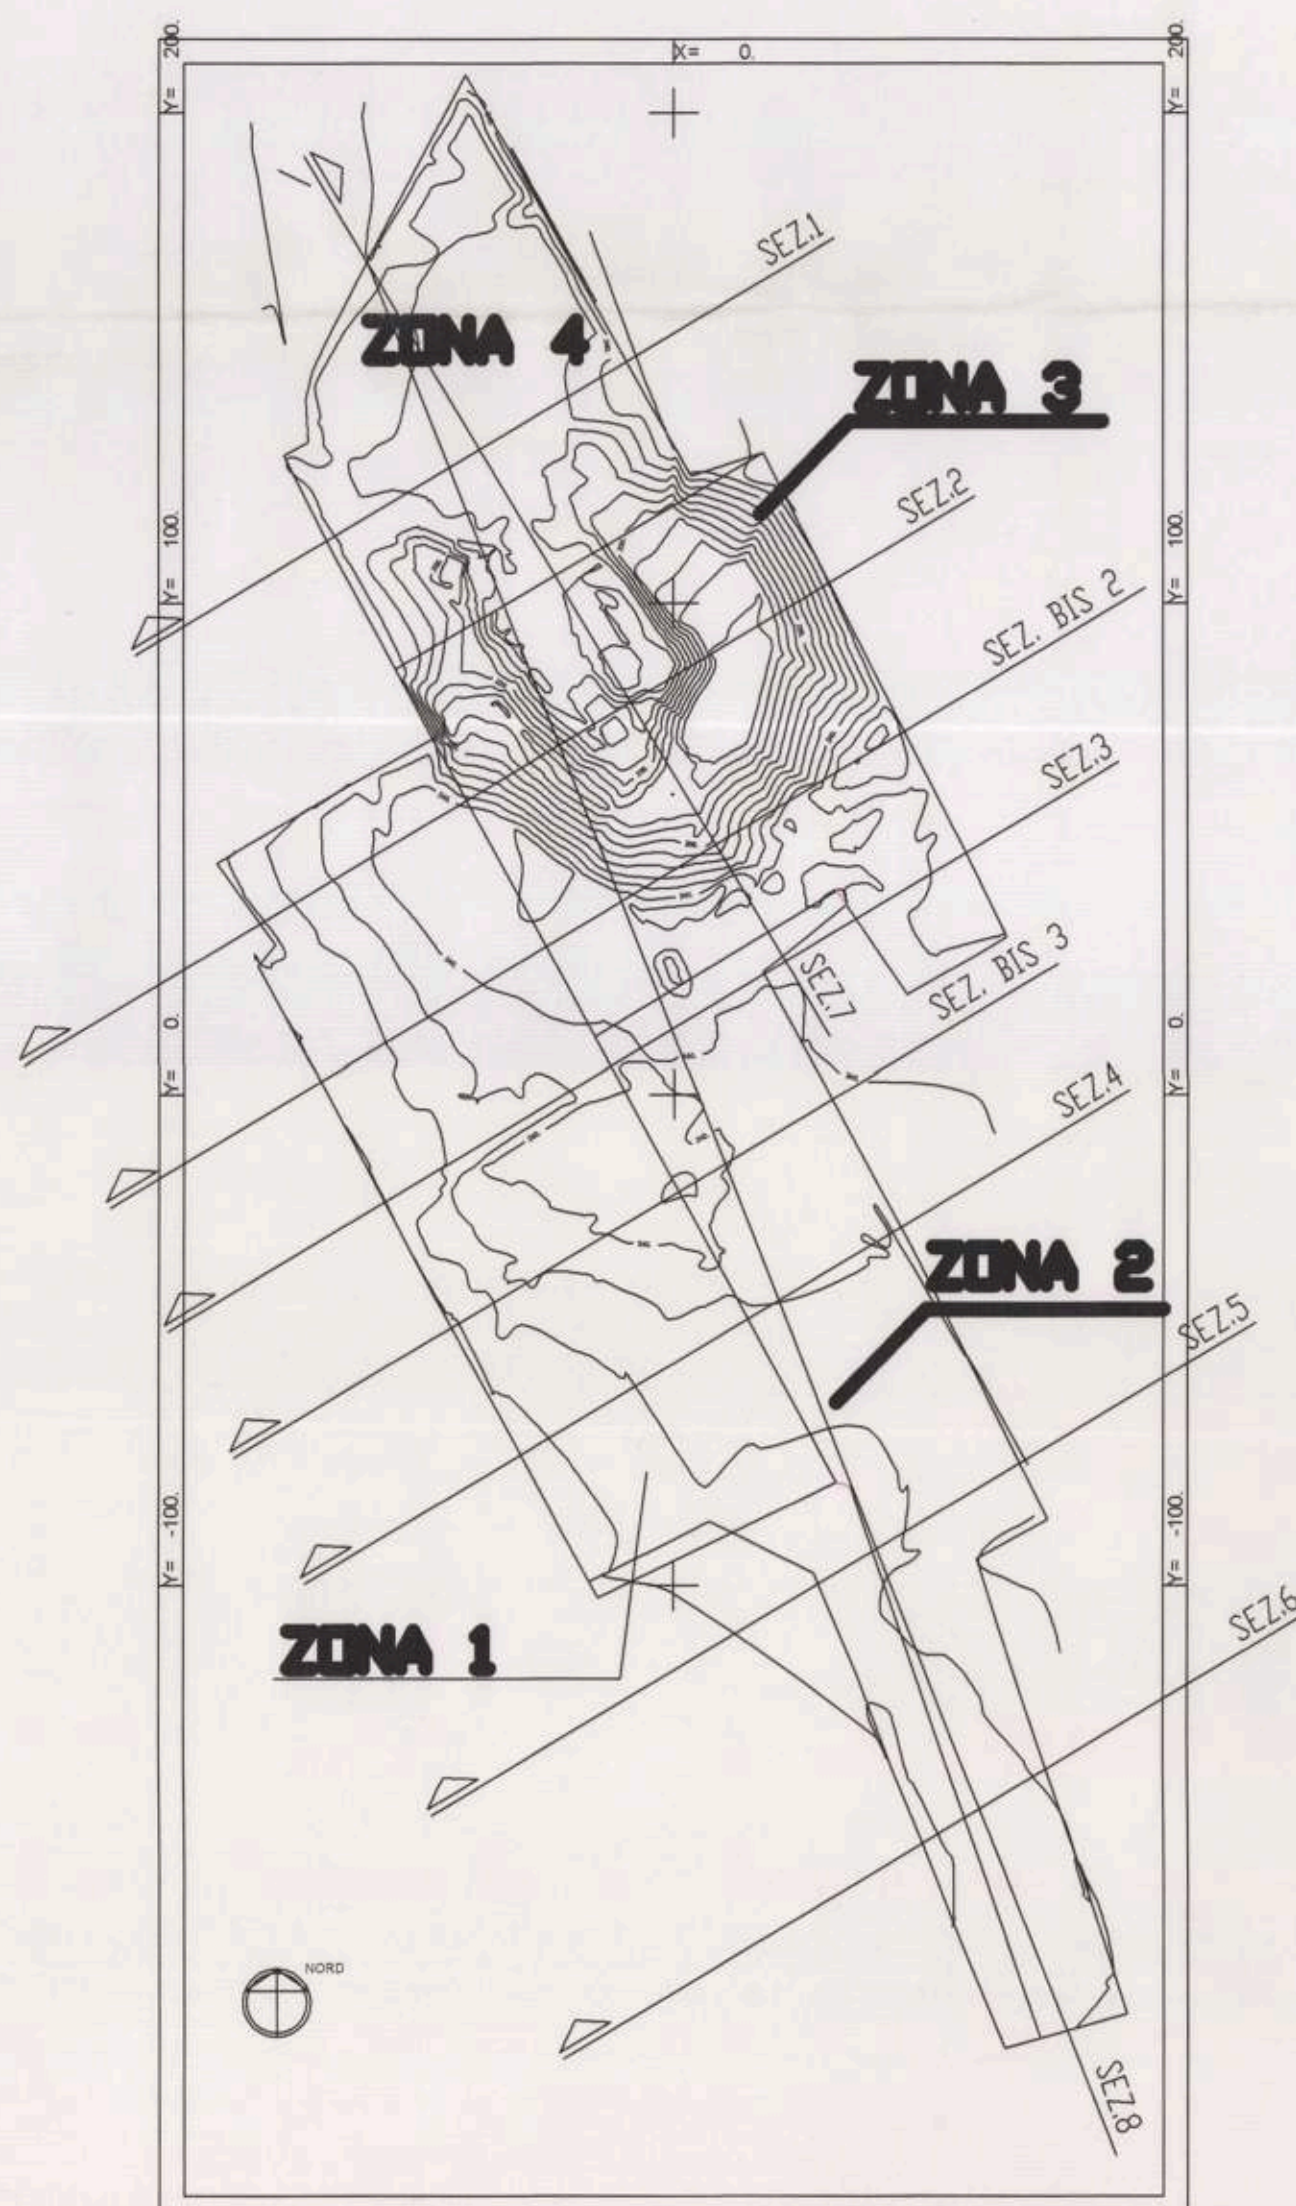 X= 0.
Y= 200.
Y= 200.
SEZ.1
ZONA 4
ZONA 3
SEZ.2
Y= 100.
Y= 100.
SEZ. BIS 2
SEZ.3
SEZ. BIS 3
SEZ.7
Y= 0.
Y= 0.
SEZ.4
ZONA 2
SEZ.5
Y= -100.
Y= -100.
SEZ.6
ZONA 1
NORD
SEZ.8